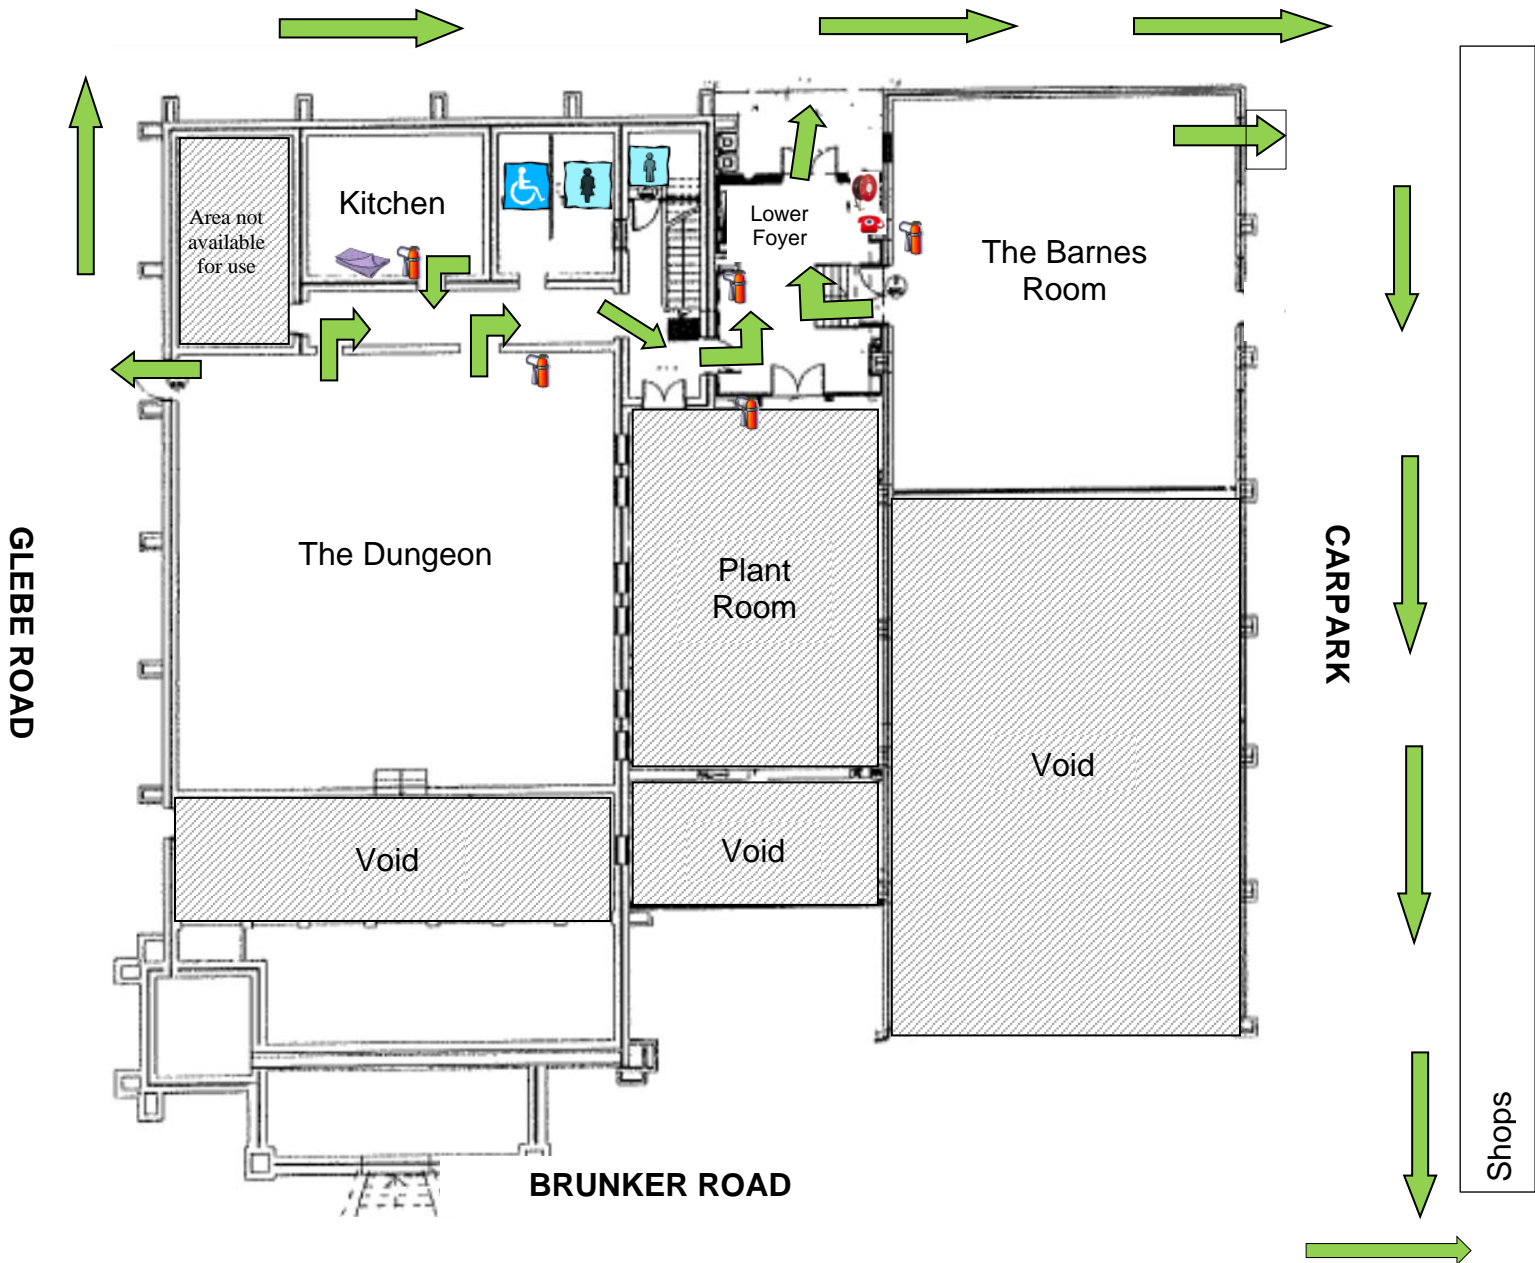 Kitchen
Area not
available
for use
Lower
Foyer
The Barnes
Room
The Dungeon
Plant
Room
GLEBE ROAD
CARPARK
Void
Void
Void
Shops
BRUNKER ROAD